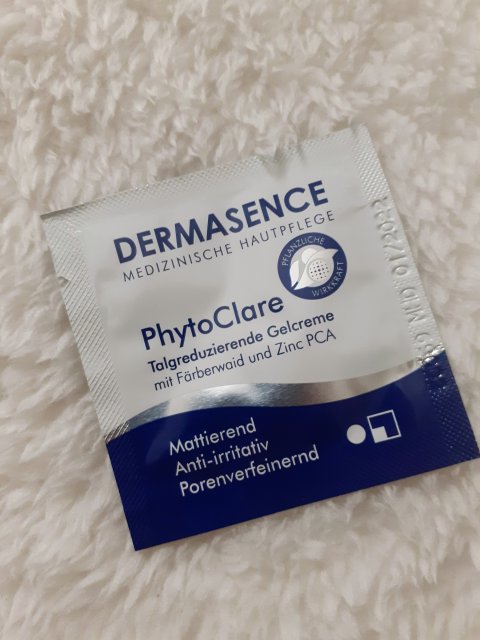 DERMASENCE
MEDIZINISCHE HAUTPFLEGE
PFLANZLICHE
WIRKKRAFT
PhytoClare
Talgreduzierende Gelcreme
mit Färberwaid und Zinc PCA
Mattierend
Anti-irritativ
Porenverfeinernd